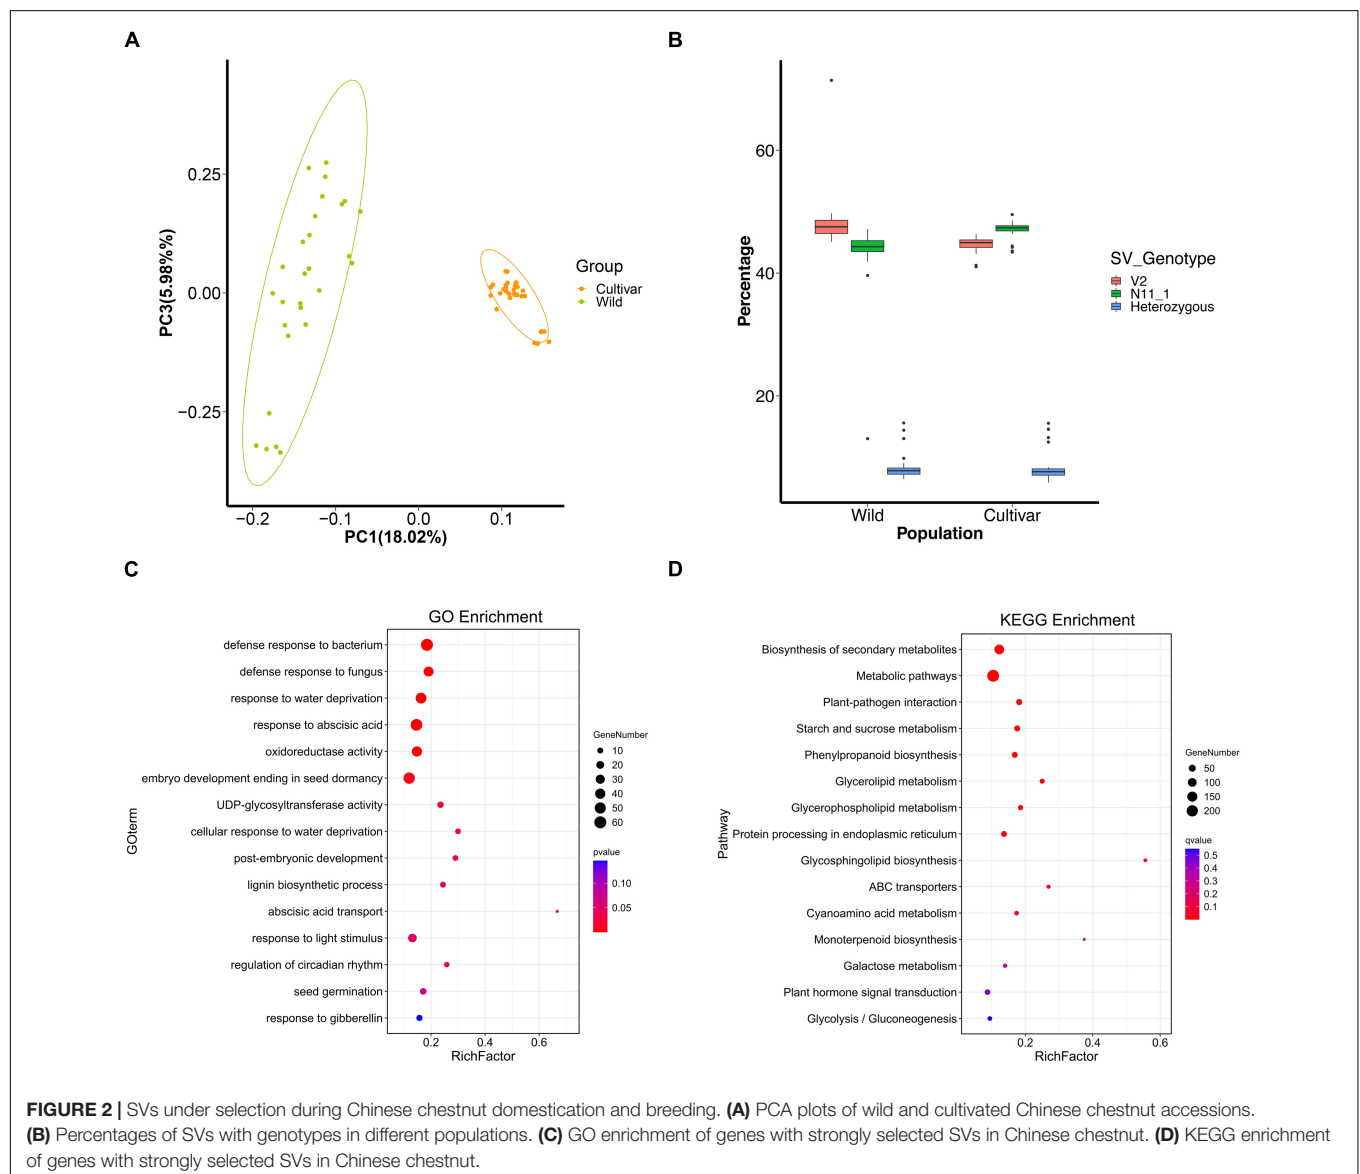 A
0.25
0.00
−0.25
PC3(5.98%%)
−0.2
−0.1
0.0
0.1
PC1(18.02%)
Group
Cultivar
Wild
B
60
40
20
Percentage
Wild
Cultivar
Population
SV_Genotype
V2
N11_1
Heterozygous
C
GO Enrichment
defense response to bacterium
defense response to fungus
response to water deprivation
response to abscisic acid
oxidoreductase activity
embryo development ending in seed dormancy
UDP-glycosyltransferase activity
cellular response to water deprivation
post-embryonic development
lignin biosynthetic process
abscisic acid transport
response to light stimulus
regulation of circadian rhythm
seed germination
response to gibberellin
GOterm
0.2
0.4
0.6
RichFactor
GeneNumber
10
20
30
40
50
60
pvalue
0.10
0.05
D
KEGG Enrichment
Biosynthesis of secondary metabolites
Metabolic pathways
Plant-pathogen interaction
Starch and sucrose metabolism
Phenylpropanoid biosynthesis
Glycerolipid metabolism
Glycerophospholipid metabolism
Protein processing in endoplasmic reticulum
Glycosphingolipid biosynthesis
ABC transporters
Cyanoamino acid metabolism
Monoterpenoid biosynthesis
Galactose metabolism
Plant hormone signal transduction
Glycolysis / Gluconeogenesis
Pathway
0.2
0.4
0.6
RichFactor
GeneNumber
50
100
150
200
qvalue
0.5
0.4
0.3
0.2
0.1
FIGURE 2 | SVs under selection during Chinese chestnut domestication and breeding. (A) PCA plots of wild and cultivated Chinese chestnut accessions.
(B) Percentages of SVs with genotypes in different populations. (C) GO enrichment of genes with strongly selected SVs in Chinese chestnut. (D) KEGG enrichment
of genes with strongly selected SVs in Chinese chestnut.